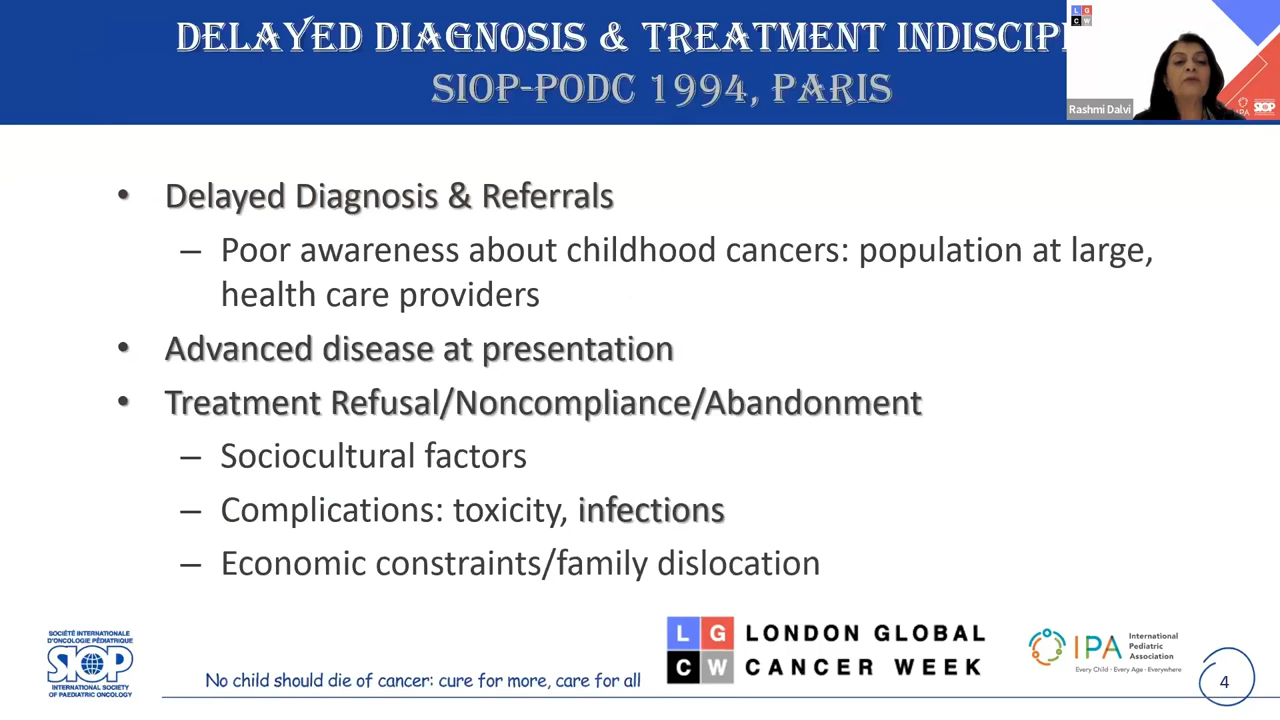 DELAYED DIAGNOSIS & TREATMENT
SIOP-PODC 1994, PARIS
L G
C W
Rashmi Dalvi
IPA SIOP
• Delayed Diagnosis & Referrals
– Poor awareness about childhood cancers: population at large,
health care providers
• Advanced disease at presentation
• Treatment Refusal/Noncompliance/Abandonment
– Sociocultural factors
– Complications: toxicity, infections
– Economic constraints/family dislocation
SOCIÉTÉ INTERNATIONALE
D'ONCOLOGIE PÉDIATRIQUE
SIOP
INTERNATIONAL SOCIETY
OF PAEDIATRIC ONCOLOGY
No child should die of cancer: cure for more, care for all
L G LONDON GLOBAL
C W CANCER WEEK
IPA
International
Pediatric
Association
Every Child · Every Age · Everywhere
4